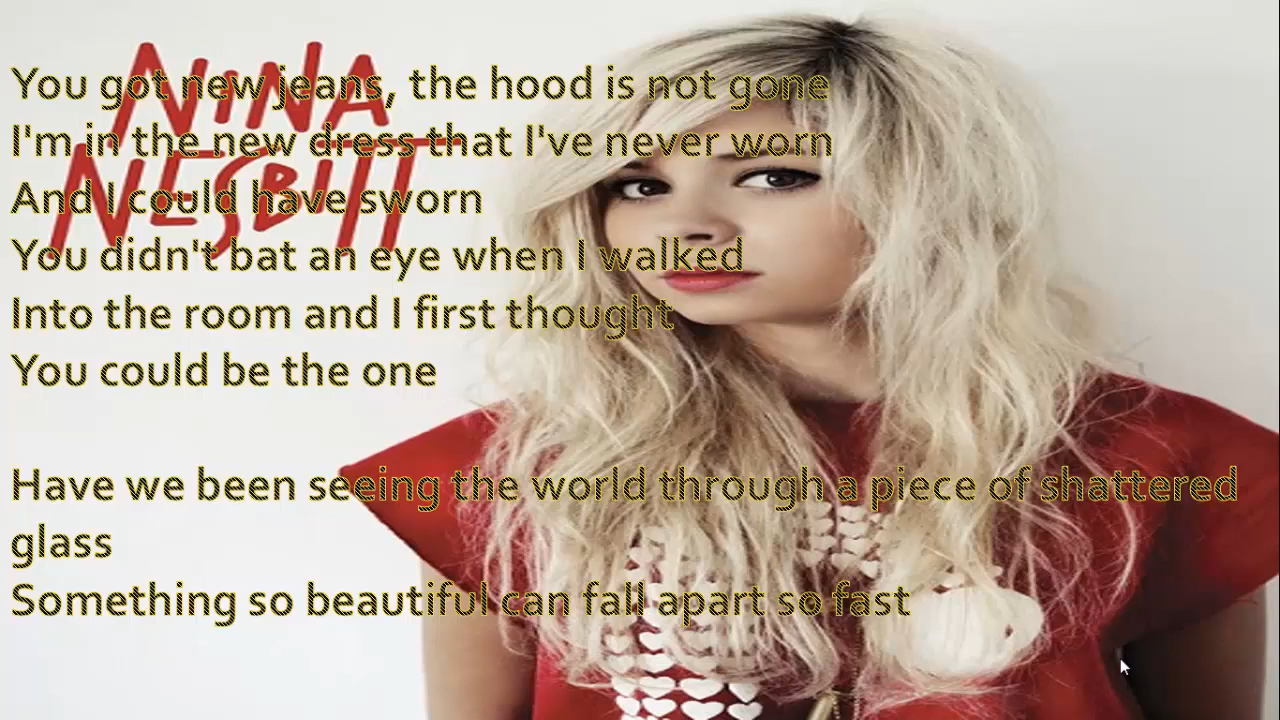 NINA
NESBITT
You got new jeans, the hood is not gone
I'm in the new dress that I've never worn
And I could have sworn
You didn't bat an eye when I walked
Into the room and I first thought
You could be the one
Have we been seeing the world through a piece of shattered
glass
Something so beautiful can fall apart so fast